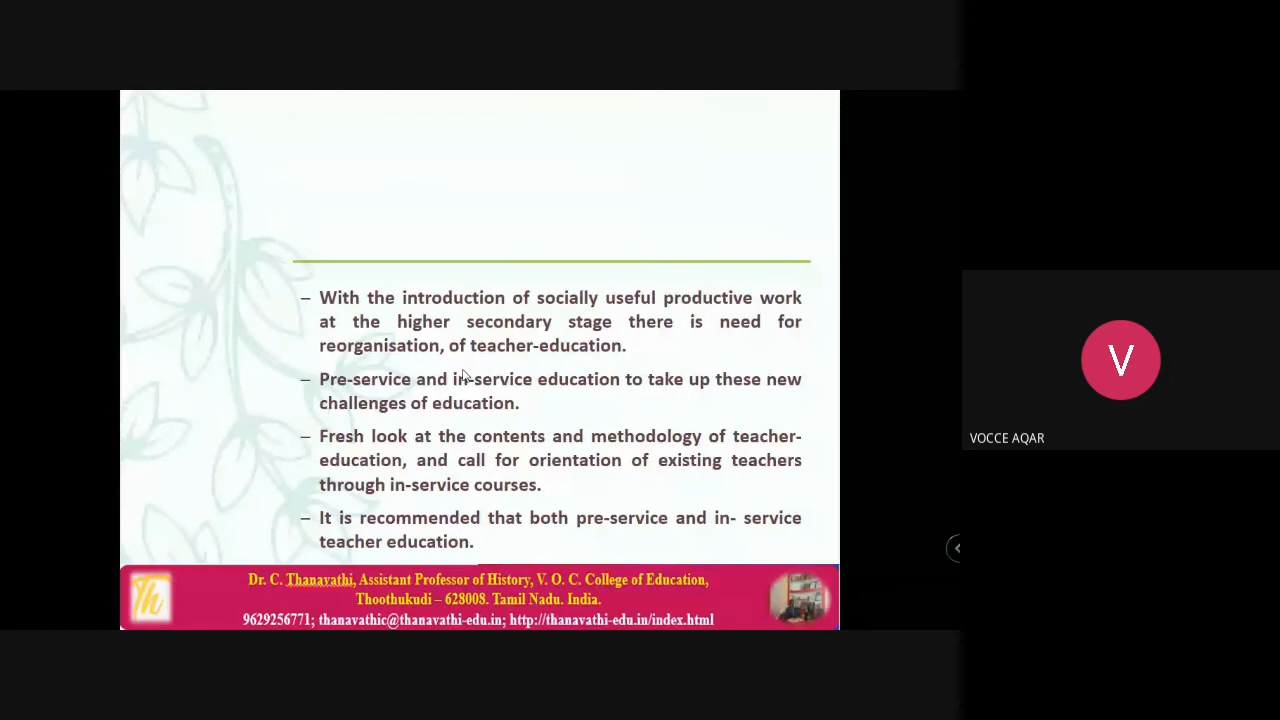 – With the introduction of socially useful productive work
at the higher secondary stage there is need for
reorganisation, of teacher-education.
– Pre-service and in-service education to take up these new
challenges of education.
– Fresh look at the contents and methodology of teacher-
education, and call for orientation of existing teachers
through in-service courses.
– It is recommended that both pre-service and in- service
teacher education.
Th
Dr. C. Thanavathi, Assistant Professor of History, V. O. C. College of Education,
Thoothukudi – 628008. Tamil Nadu. India.
9629256771; thanavathic@thanavathi-edu.in; http://thanavathi-edu.in/index.html
V
VOCCE AQAR